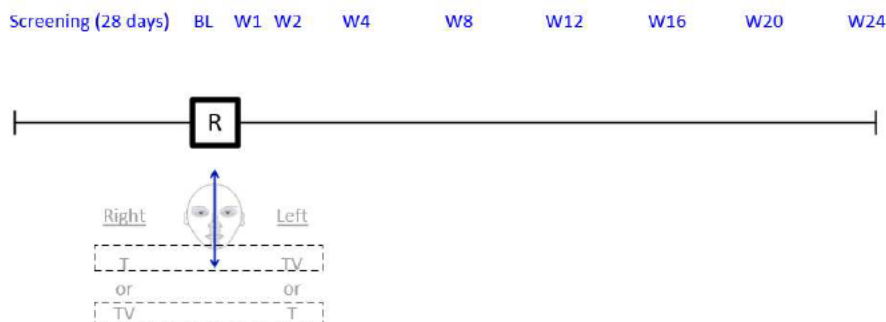 Screening (28 days) BL W1 W2 W4 W8 W12 W16 W20 W24
R
Right Left
T TV
or or
TV T